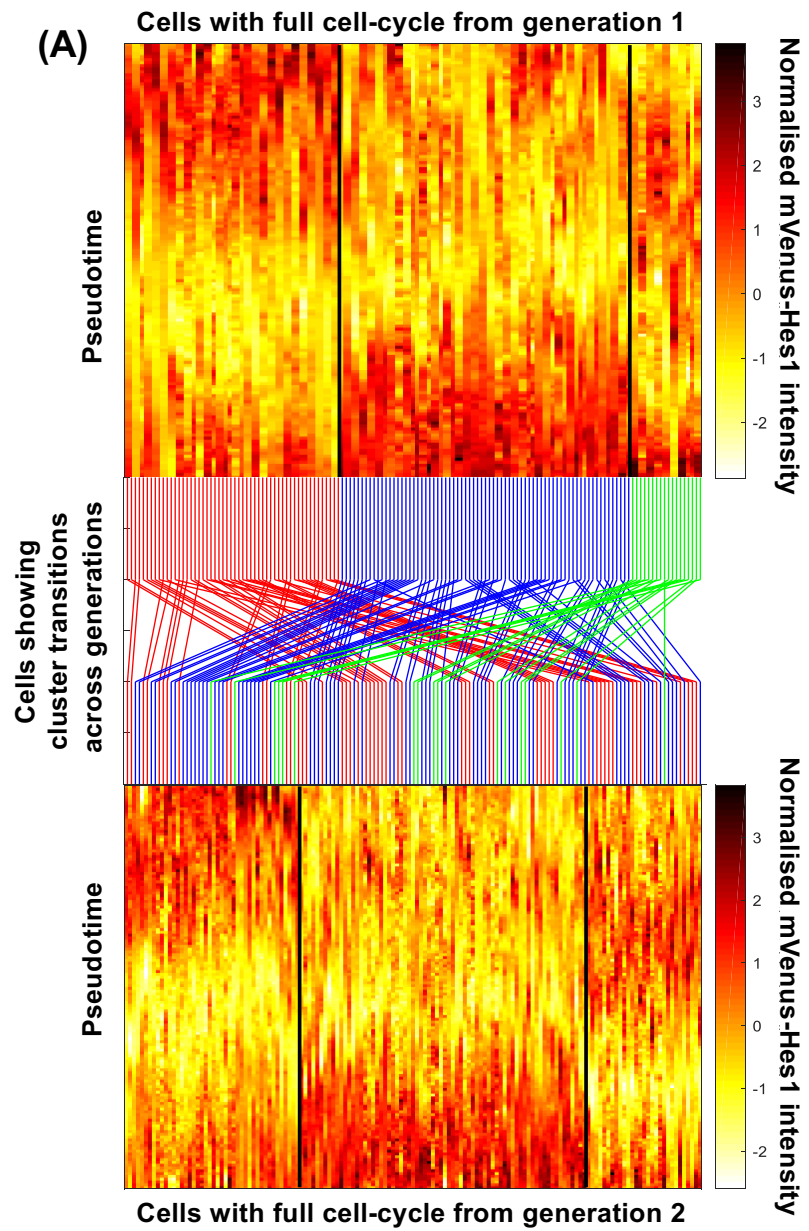 Cells with full cell-cycle from generation 1
(A)
Pseudotime
3
2
1
0
-1
-2
Normalised mVenus-Hes1 intensity
Cells showing
cluster transitions
across generations
Pseudotime
3
2
1
0
-1
-2
Normalised mVenus-Hes1 intensity
Cells with full cell-cycle from generation 2